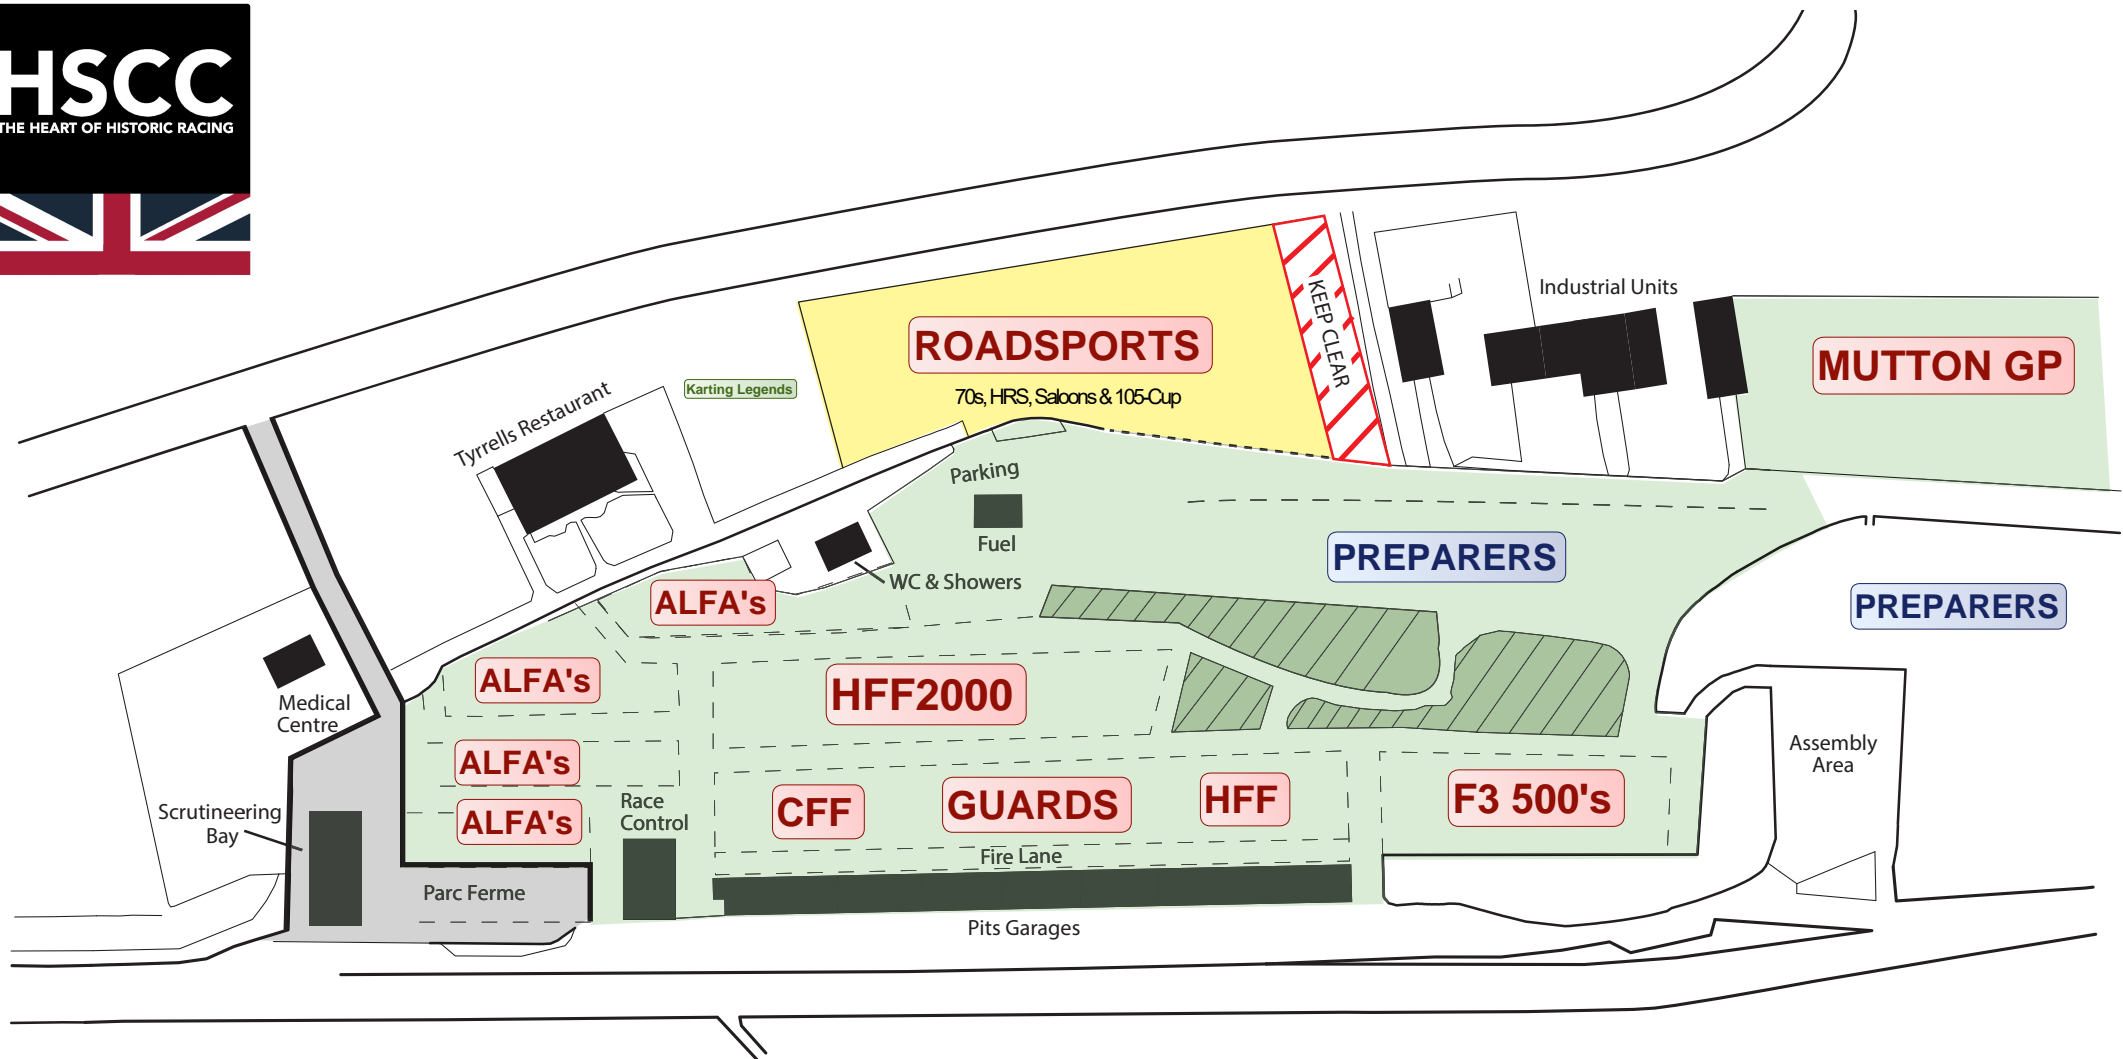 HSCC
THE HEART OF HISTORIC RACING
ROADSPORTS
70s, HRS, Saloons & 105-Cup
KEEP CLEAR
Industrial Units
MUTTON GP
Karting Legends
Tyrrells Restaurant
Parking
Fuel
WC & Showers
PREPARERS
PREPARERS
ALFA's
ALFA's
HFF2000
Medical
Centre
Assembly
Area
ALFA's
ALFA's
Race
Control
CFF
GUARDS
HFF
F3 500's
Scrutineering
Bay
Fire Lane
Parc Ferme
Pits Garages